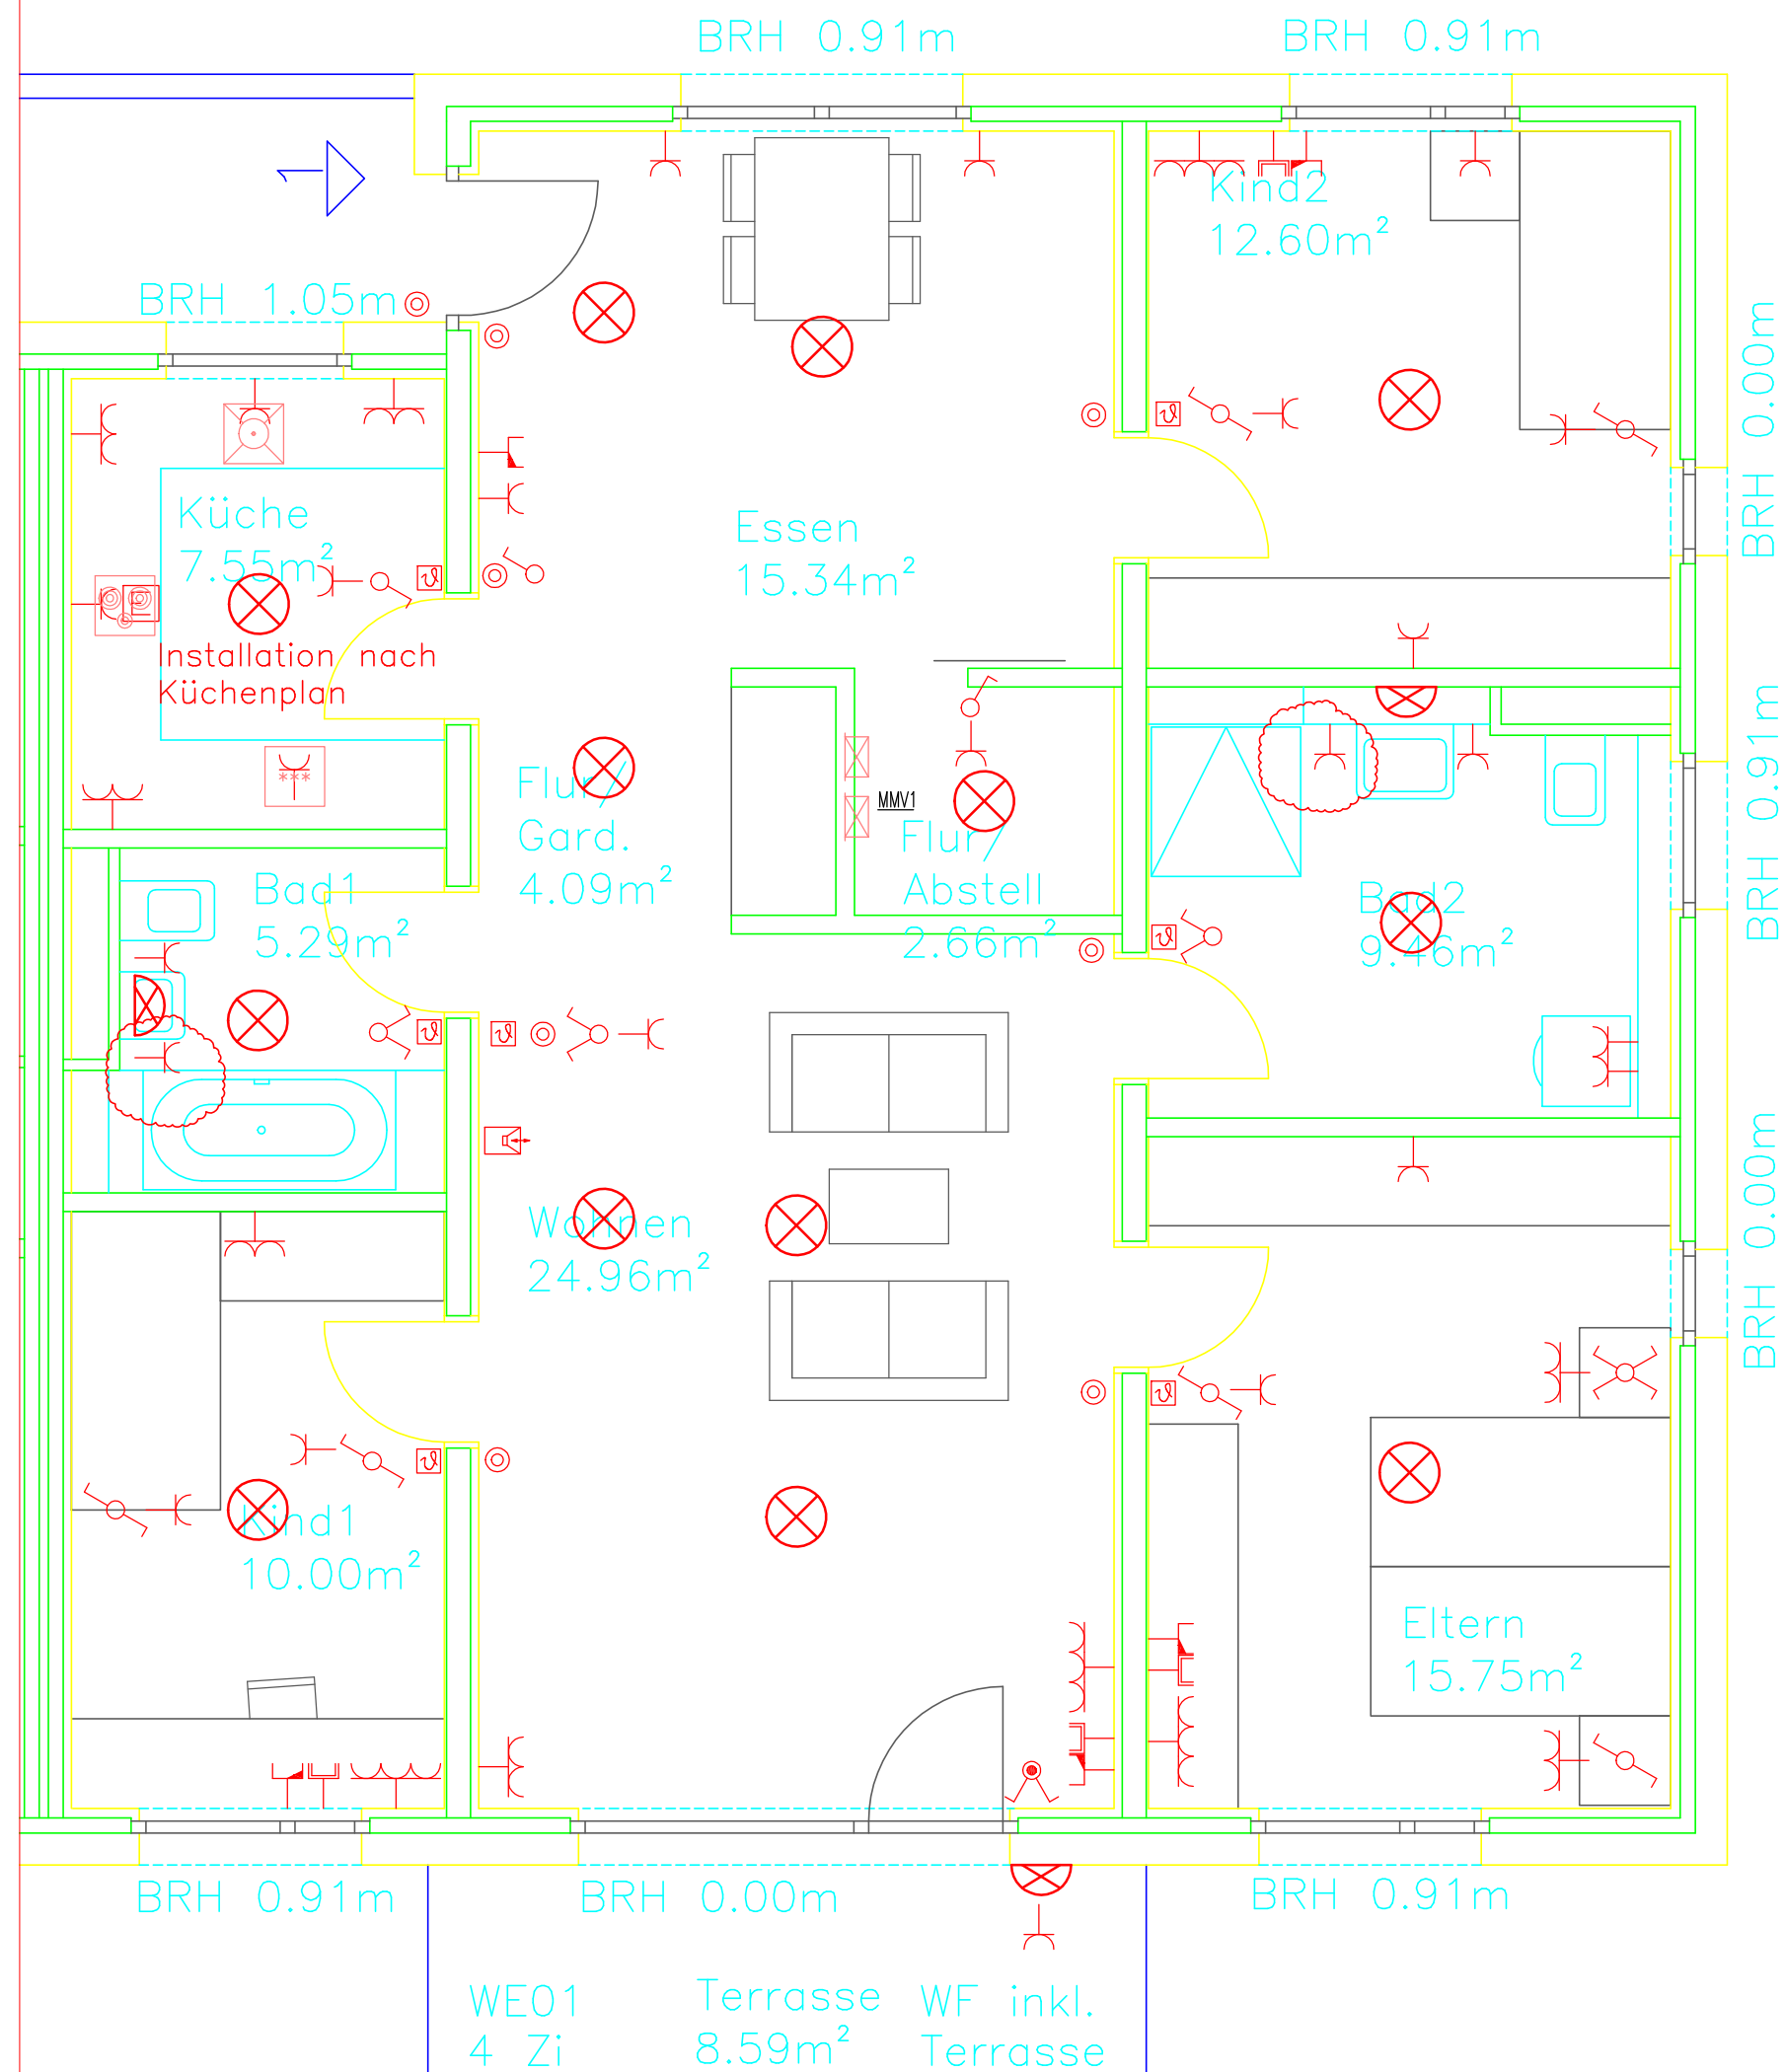 BRH 0.91m
BRH 0.91m
1
Kind2
12.60m²
BRH 1.05m
BRH 0.00m
Küche
7.55m²
Essen
15.34m²
E
Installation nach
Küchenplan
***
Flur/
Gard.
4.09m²
MMV1
Flur/
Abstell
2.66m²
BRH 0.91m
Bad1
5.29m²
Bad2
9.46m²
Wohnen
24.96m²
BRH 0.00m
Kind1
10.00m²
Eltern
15.75m²
BRH 0.91m
BRH 0.00m
BRH 0.91m
WE01
4 Zi
Terrasse
8.59m²
WF inkl.
Terrasse